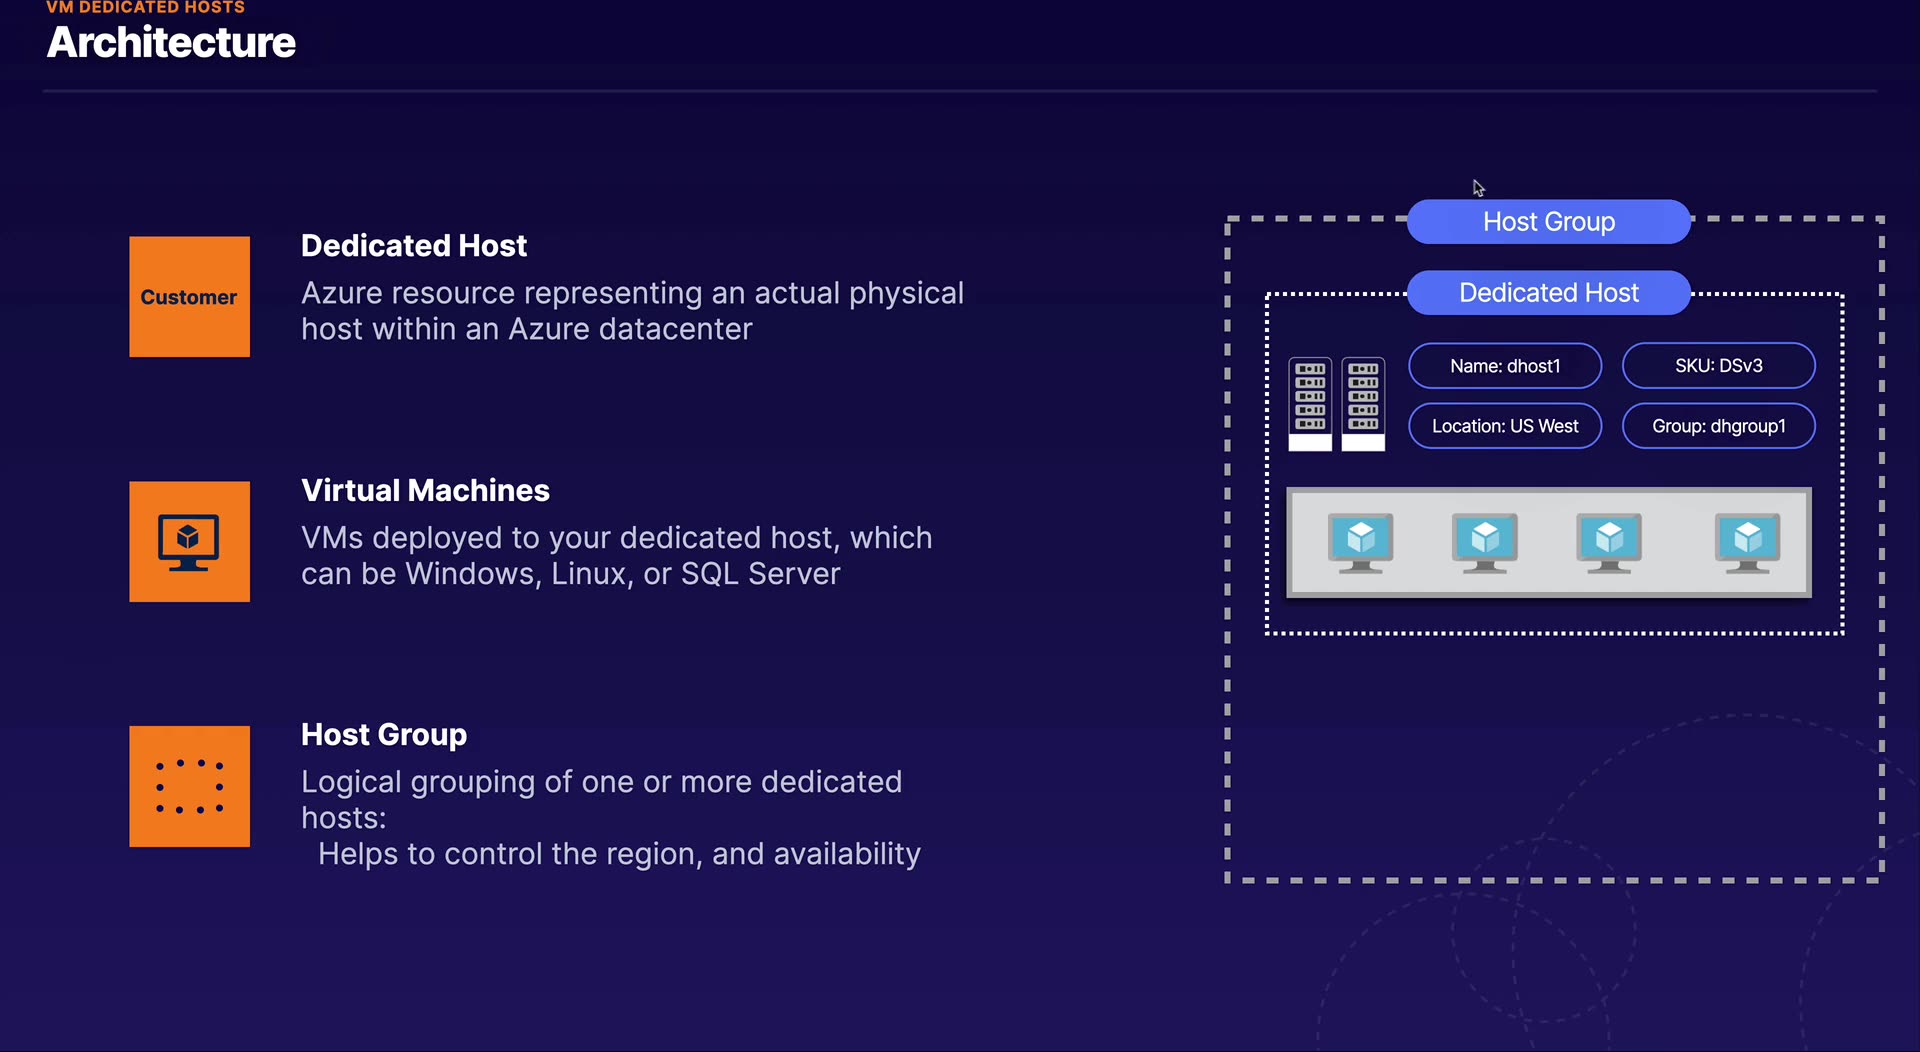 VM DEDICATED HOSTS
Architecture
Customer
Dedicated Host
Azure resource representing an actual physical
host within an Azure datacenter
Virtual Machines
VMs deployed to your dedicated host, which
can be Windows, Linux, or SQL Server
Host Group
Logical grouping of one or more dedicated
hosts:
Helps to control the region, and availability
Host Group
Dedicated Host
Name: dhost1
SKU: DSv3
Location: US West
Group: dhgroup1